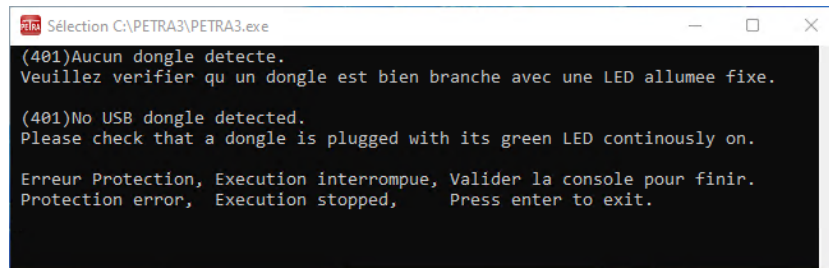 PETRA Sélection C:\PETRA3\PETRA3.exe
(401)Aucun dongle detecte.
Veuillez verifier qu un dongle est bien branche avec une LED allumee fixe.
(401)No USB dongle detected.
Please check that a dongle is plugged with its green LED continously on.
Erreur Protection, Execution interrompue, Valider la console pour finir.
Protection error,  Execution stopped,     Press enter to exit.